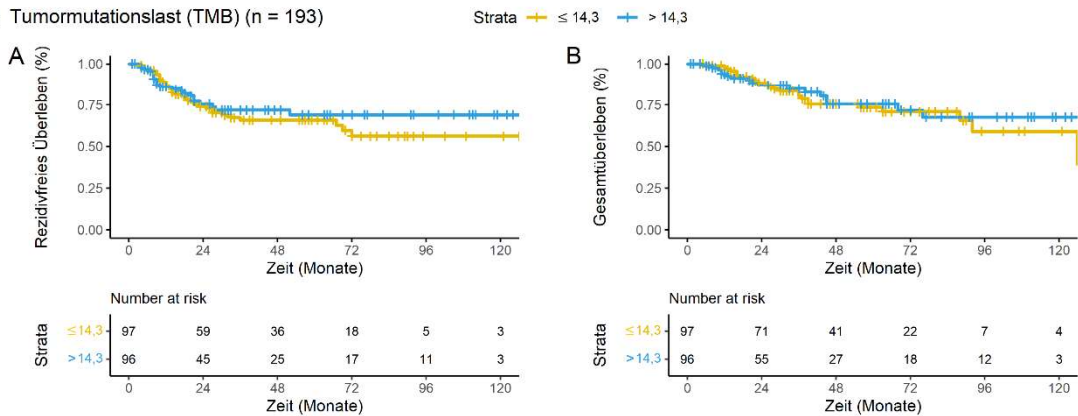 Tumormutationslast (TMB) (n = 193)
Strata ≤ 14,3 > 14,3
A
Rezidivfreies Überleben (%)
1.00
0.75
0.50
0.25
0.00
0 24 48 72 96 120
Zeit (Monate)
Number at risk
Strata
≤14,3 97 59 36 18 5 3
>14,3 96 45 25 17 11 3
0 24 48 72 96 120
Zeit (Monate)
B
Gesamtüberleben (%)
1.00
0.75
0.50
0.25
0.00
0 24 48 72 96 120
Zeit (Monate)
Number at risk
Strata
≤14,3 97 71 41 22 7 4
>14,3 96 55 27 18 12 3
0 24 48 72 96 120
Zeit (Monate)